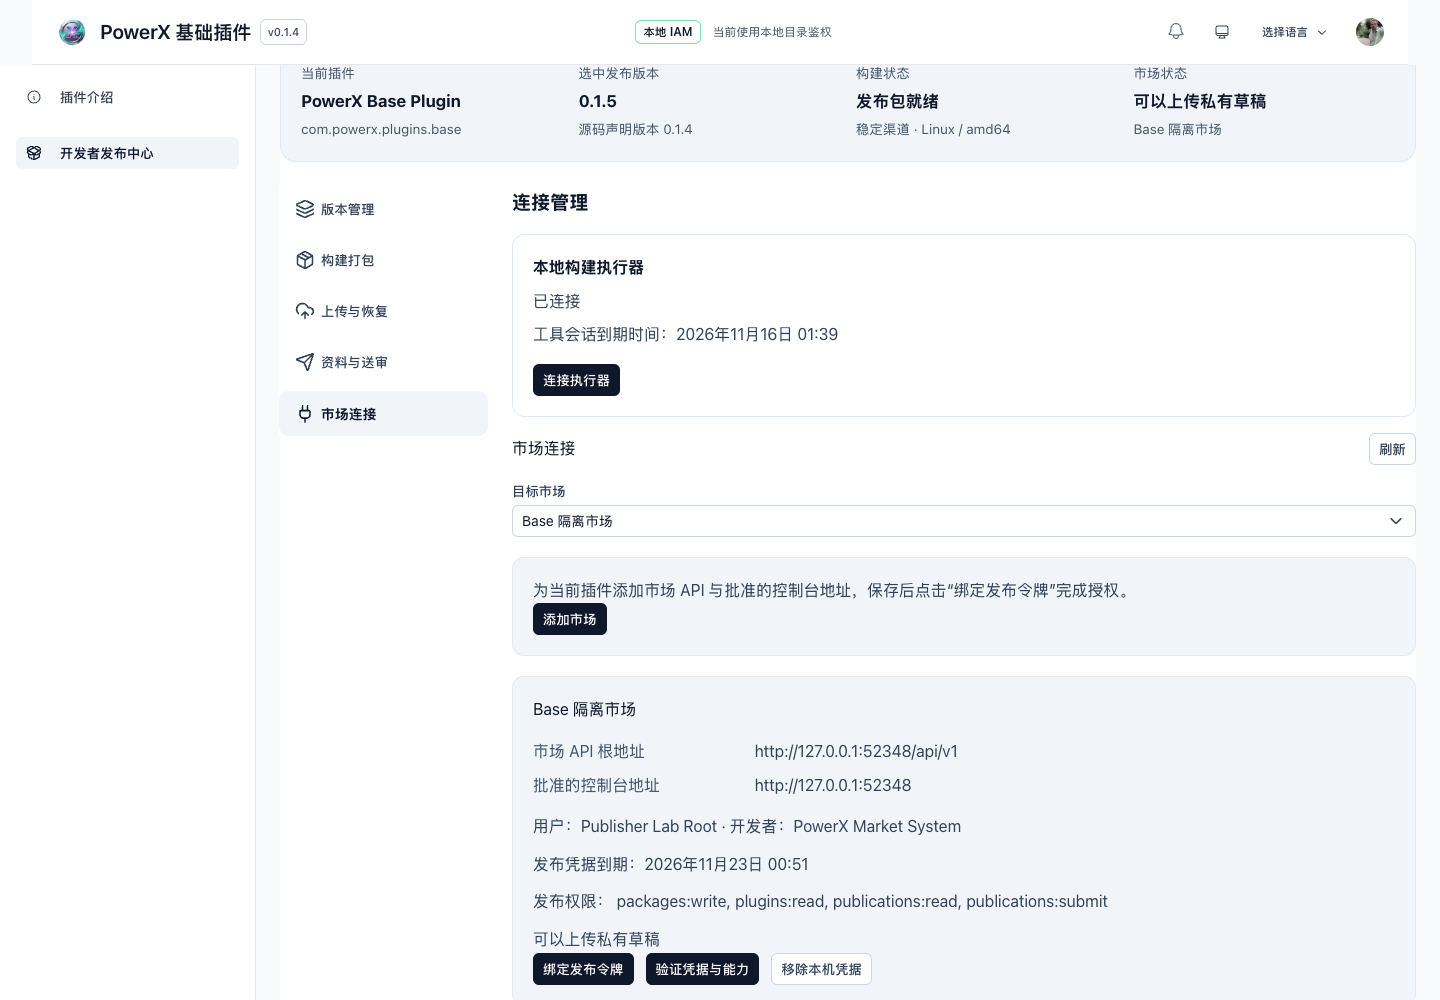 PowerX 基础插件 v0.1.4
本地 IAM 当前使用本地目录鉴权
选择语言
插件介绍
开发者发布中心
当前插件
PowerX Base Plugin
com.powerx.plugins.base
选中发布版本
0.1.5
源码声明版本 0.1.4
构建状态
发布包就绪
稳定渠道 · Linux / amd64
市场状态
可以上传私有草稿
Base 隔离市场
版本管理
构建打包
上传与恢复
资料与送审
市场连接
连接管理
本地构建执行器
已连接
工具会话到期时间：2026年11月16日 01:39
连接执行器
市场连接
刷新
目标市场
Base 隔离市场
为当前插件添加市场 API 与批准的控制台地址，保存后点击“绑定发布令牌”完成授权。
添加市场
Base 隔离市场
市场 API 根地址 http://127.0.0.1:52348/api/v1
批准的控制台地址 http://127.0.0.1:52348
用户：Publisher Lab Root · 开发者：PowerX Market System
发布凭据到期：2026年11月23日 00:51
发布权限： packages:write, plugins:read, publications:read, publications:submit
可以上传私有草稿
绑定发布令牌 验证凭据与能力 移除本机凭据